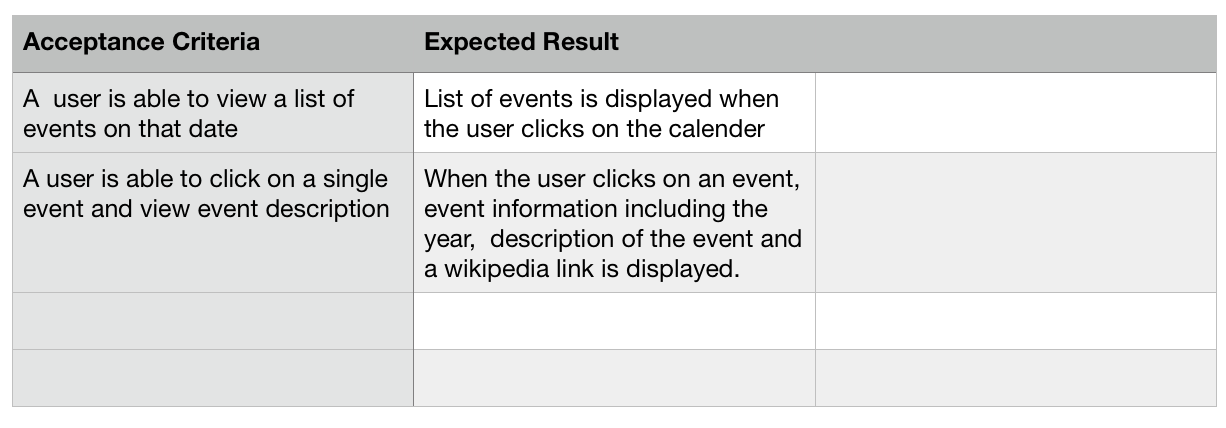 Acceptance Criteria
Expected Result
A  user is able to view a list of
events on that date
List of events is displayed when
the user clicks on the calender
A user is able to click on a single
event and view event description
When the user clicks on an event,
event information including the
year,  description of the event and
a wikipedia link is displayed.